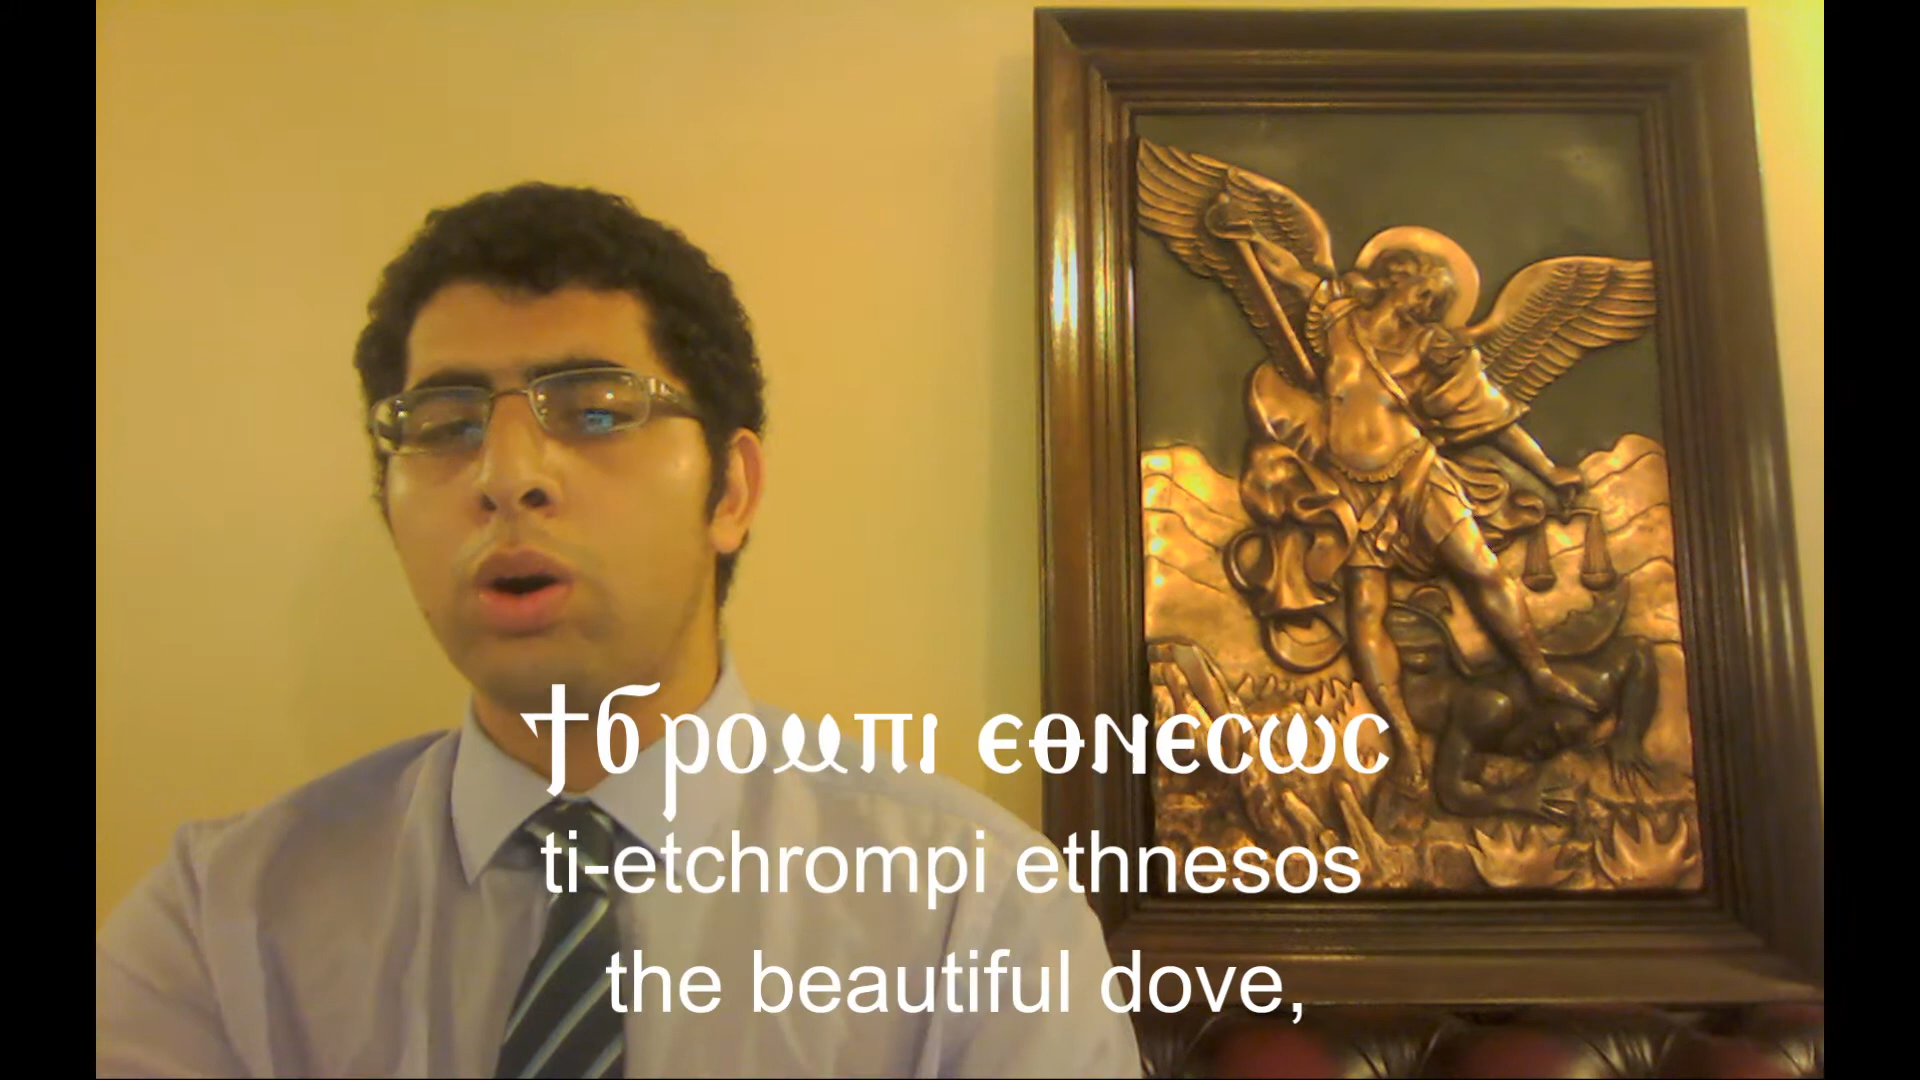 ϯϭⲣⲟⲙⲡⲓ ⲉⲑⲛⲉⲥⲱⲥ
ti-etchrompi ethnesos
the beautiful dove,